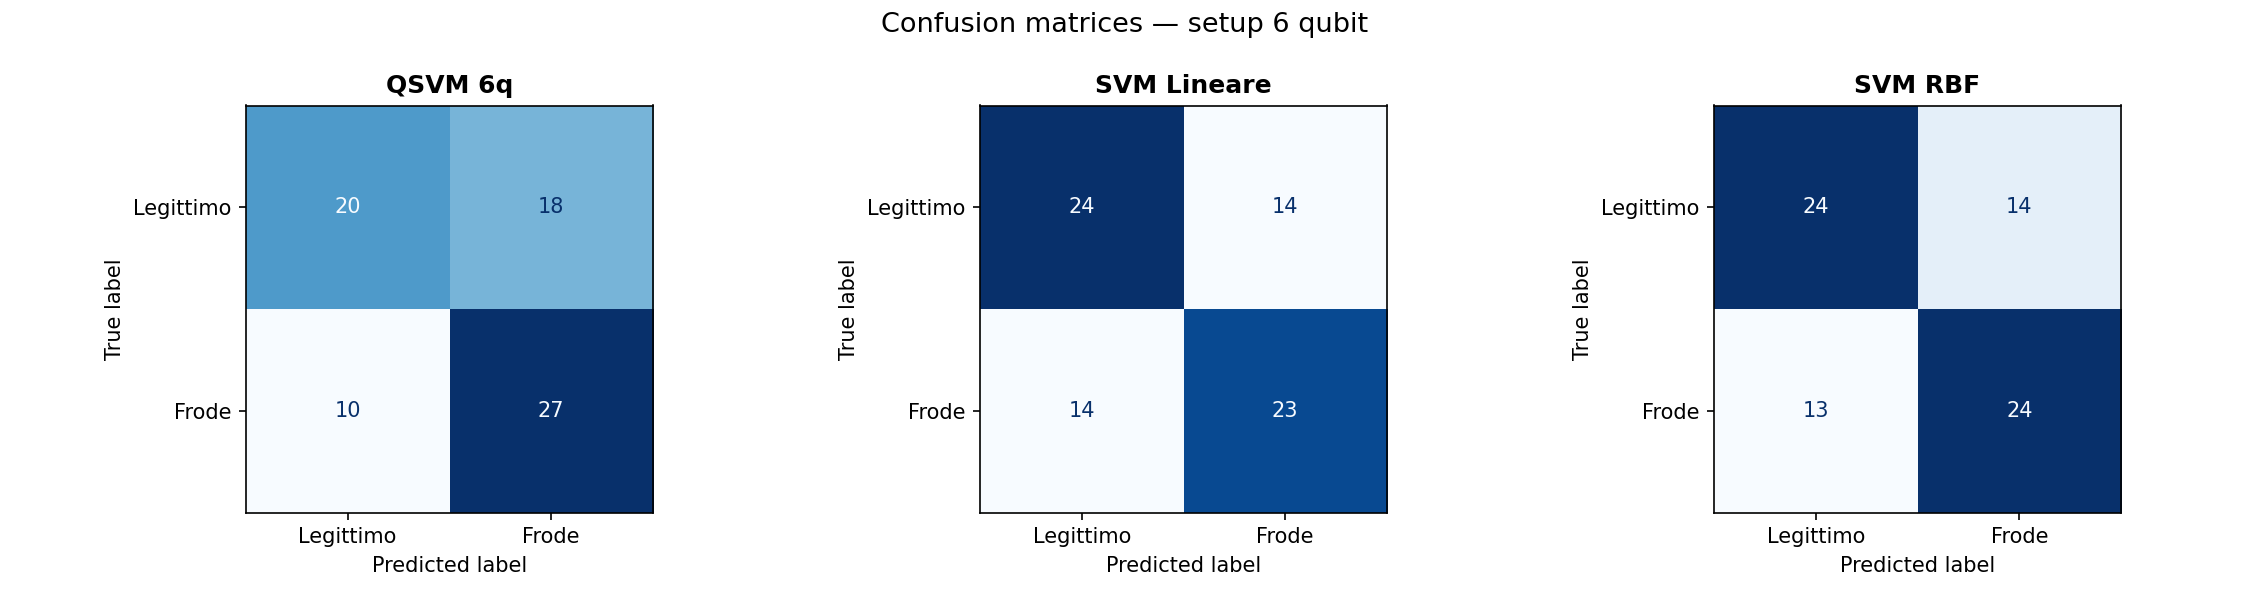 Confusion matrices — setup 6 qubit
QSVM 6q
Legittimo
20
18
Frode
10
27
Legittimo
Frode
Predicted label
True label
SVM Lineare
Legittimo
24
14
Frode
14
23
Legittimo
Frode
Predicted label
True label
SVM RBF
Legittimo
24
14
Frode
13
24
Legittimo
Frode
Predicted label
True label